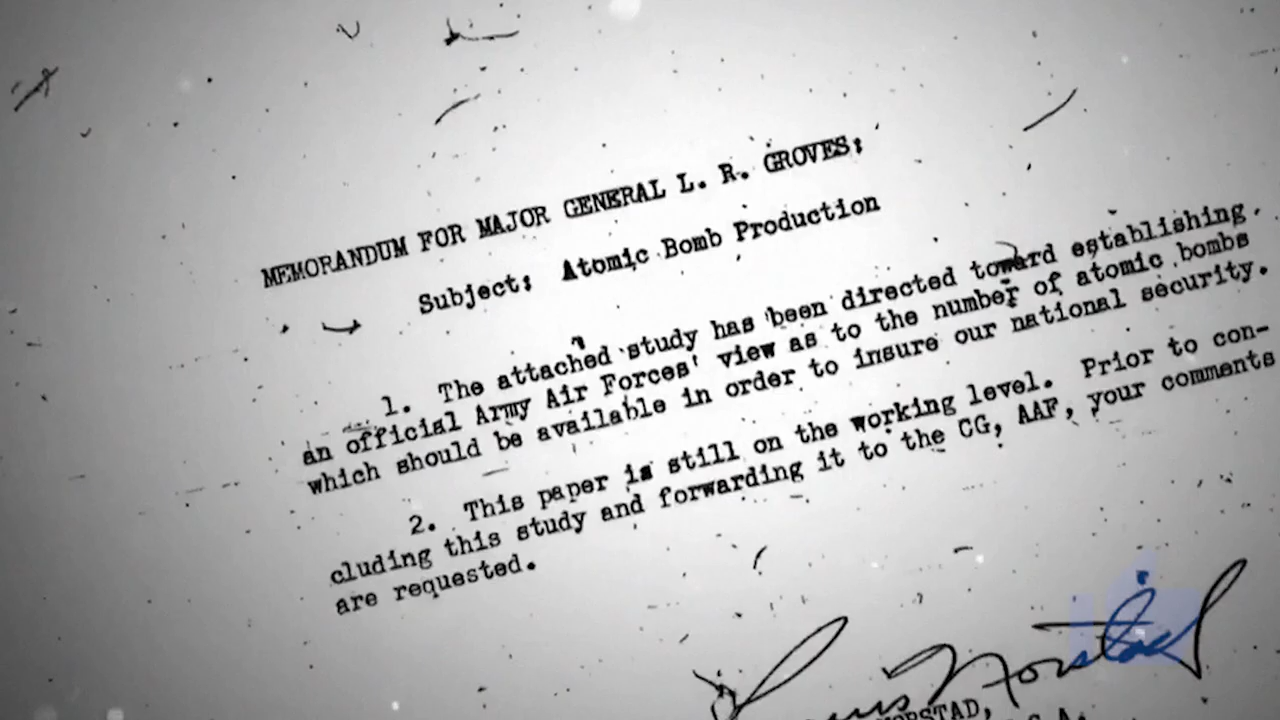 MEMORANDUM FOR MAJOR GENERAL L. R. GROVES;
Subject: Atomic Bomb Production
1. The attached study has been directed toward establishing
an official Army Air Forces' view as to the number of atomic bombs
which should be available in order to insure our national security.
2. This paper is still on the working level. Prior to con-
cluding this study and forwarding it to the CG, AAF, your comments
are requested.
Norstad
NORSTAD,